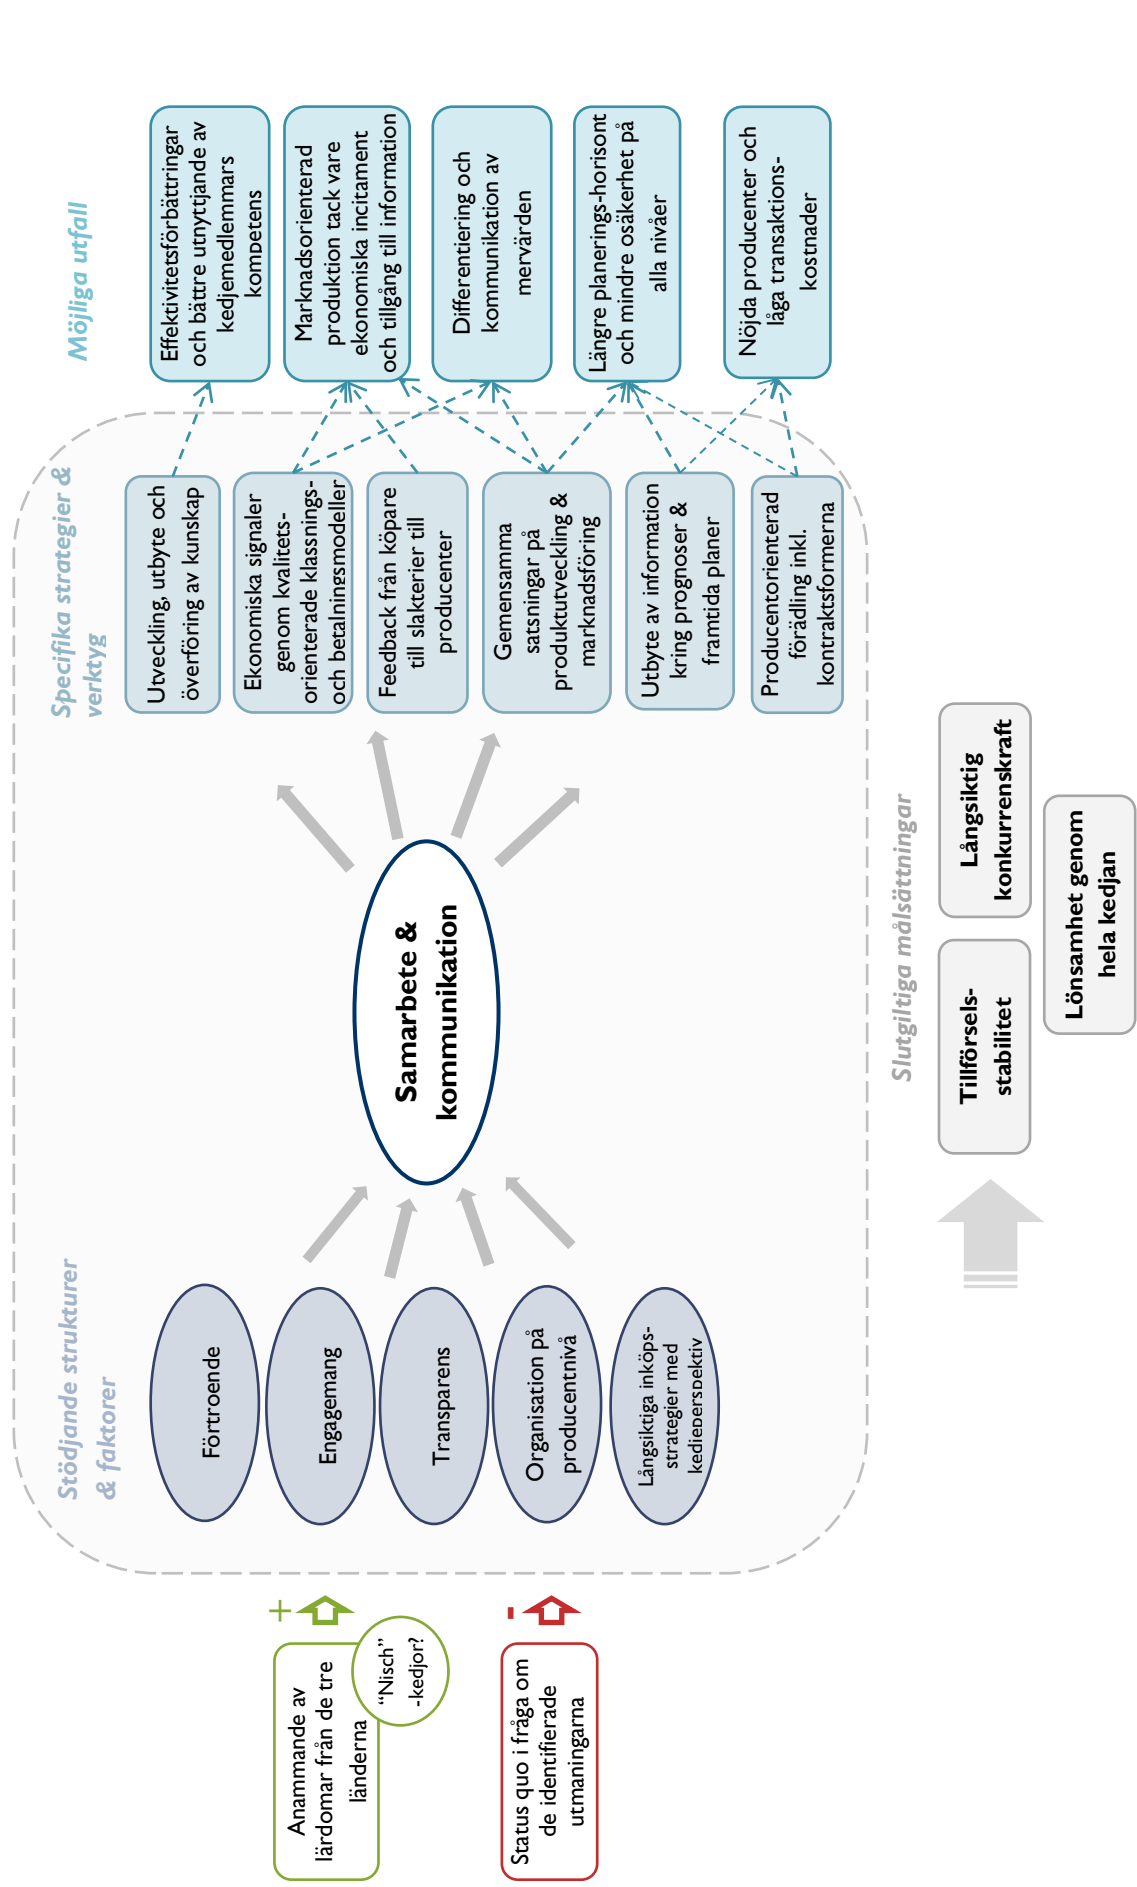 Anammande av
lärdomar från de tre
länderna
“Nisch”
-kedjor?
+
Status quo i fråga om
de identifierade
utmaningarna
-
Stödjande strukturer
& faktorer
Förtroende
Engagemang
Transparens
Organisation på
producentnivå
Långsiktiga inköps-
strategier med
kedjeperspektiv
Samarbete &
kommunikation
Specifika strategier &
verktyg
Utveckling, utbyte och
överföring av kunskap
Ekonomiska signaler
genom kvalitets-
orienterade klassnings-
och betalningsmodeller
Feedback från köpare
till slakterier till
producenter
Gemensamma
satsningar på
produktutveckling &
marknadsföring
Utbyte av information
kring prognoser &
framtida planer
Producentorienterad
förädling inkl.
kontraktsformerna
Möjliga utfall
Effektivitetsförbättringar
och bättre utnyttjande av
kedjemedlemmars
kompetens
Marknadsorienterad
produktion tack vare
ekonomiska incitament
och tillgång till information
Differentiering och
kommunikation av
mervärden
Längre planerings-horisont
och mindre osäkerhet på
alla nivåer
Nöjda producenter och
låga transaktions-
kostnader
Slutgiltiga målsättningar
Tillförsels-
stabilitet
Långsiktig
konkurrenskraft
Lönsamhet genom
hela kedjan